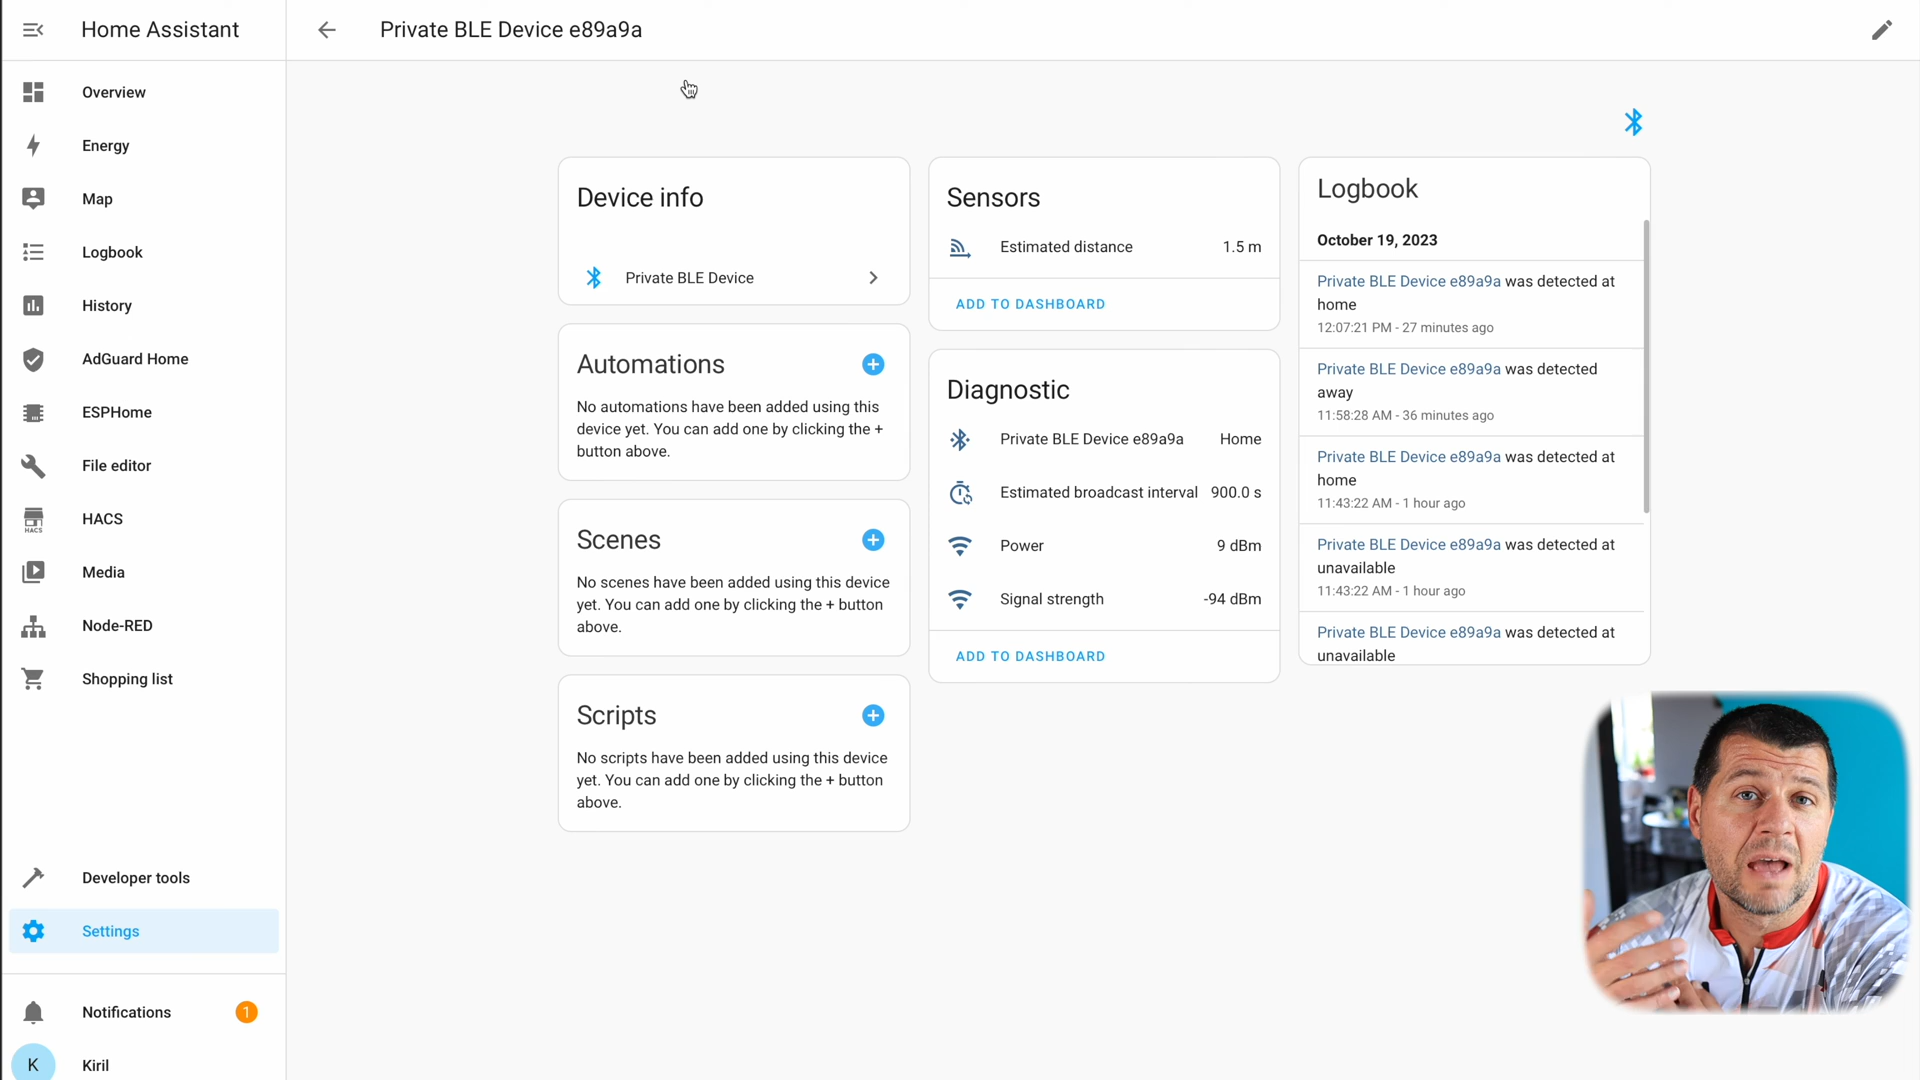 Home Assistant
Private BLE Device e89a9a
Overview
Energy
Map
Logbook
History
AdGuard Home
ESPHome
File editor
HACS
HACS
Media
Node-RED
Shopping list
Developer tools
Settings
Notifications
1
K
Kiril
Device info
Private BLE Device
Automations
No automations have been added using this
device yet. You can add one by clicking the +
button above.
Scenes
No scenes have been added using this device
yet. You can add one by clicking the + button
above.
Scripts
No scripts have been added using this device
yet. You can add one by clicking the + button
above.
Sensors
Estimated distance 1.5 m
ADD TO DASHBOARD
Diagnostic
Private BLE Device e89a9a Home
Estimated broadcast interval 900.0 s
Power 9 dBm
Signal strength -94 dBm
ADD TO DASHBOARD
Logbook
October 19, 2023
Private BLE Device e89a9a was detected at
home
12:07:21 PM - 27 minutes ago
Private BLE Device e89a9a was detected
away
11:58:28 AM - 36 minutes ago
Private BLE Device e89a9a was detected at
home
11:43:22 AM - 1 hour ago
Private BLE Device e89a9a was detected at
unavailable
11:43:22 AM - 1 hour ago
Private BLE Device e89a9a was detected at
unavailable